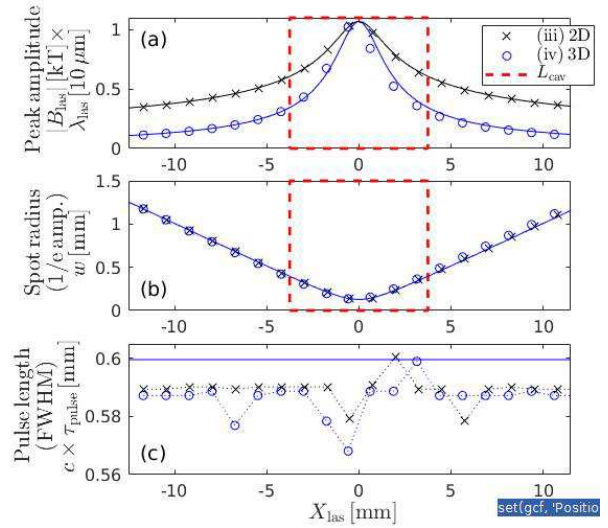 (a)
Peak amplitude
|B_las| [kT] ×
λ_las [10 μm]
1
0.5
0
(iii) 2D
(iv) 3D
L_cav
-10
-5
0
5
10
(b)
Spot radius
(1/e amp.)
w [mm]
1.5
1
0.5
0
-10
-5
0
5
10
(c)
Pulse length
(FWHM)
c × τ_pulse [mm]
0.6
0.58
0.56
-10
-5
0
5
10
X_las [mm]
set(gcf, 'Positio